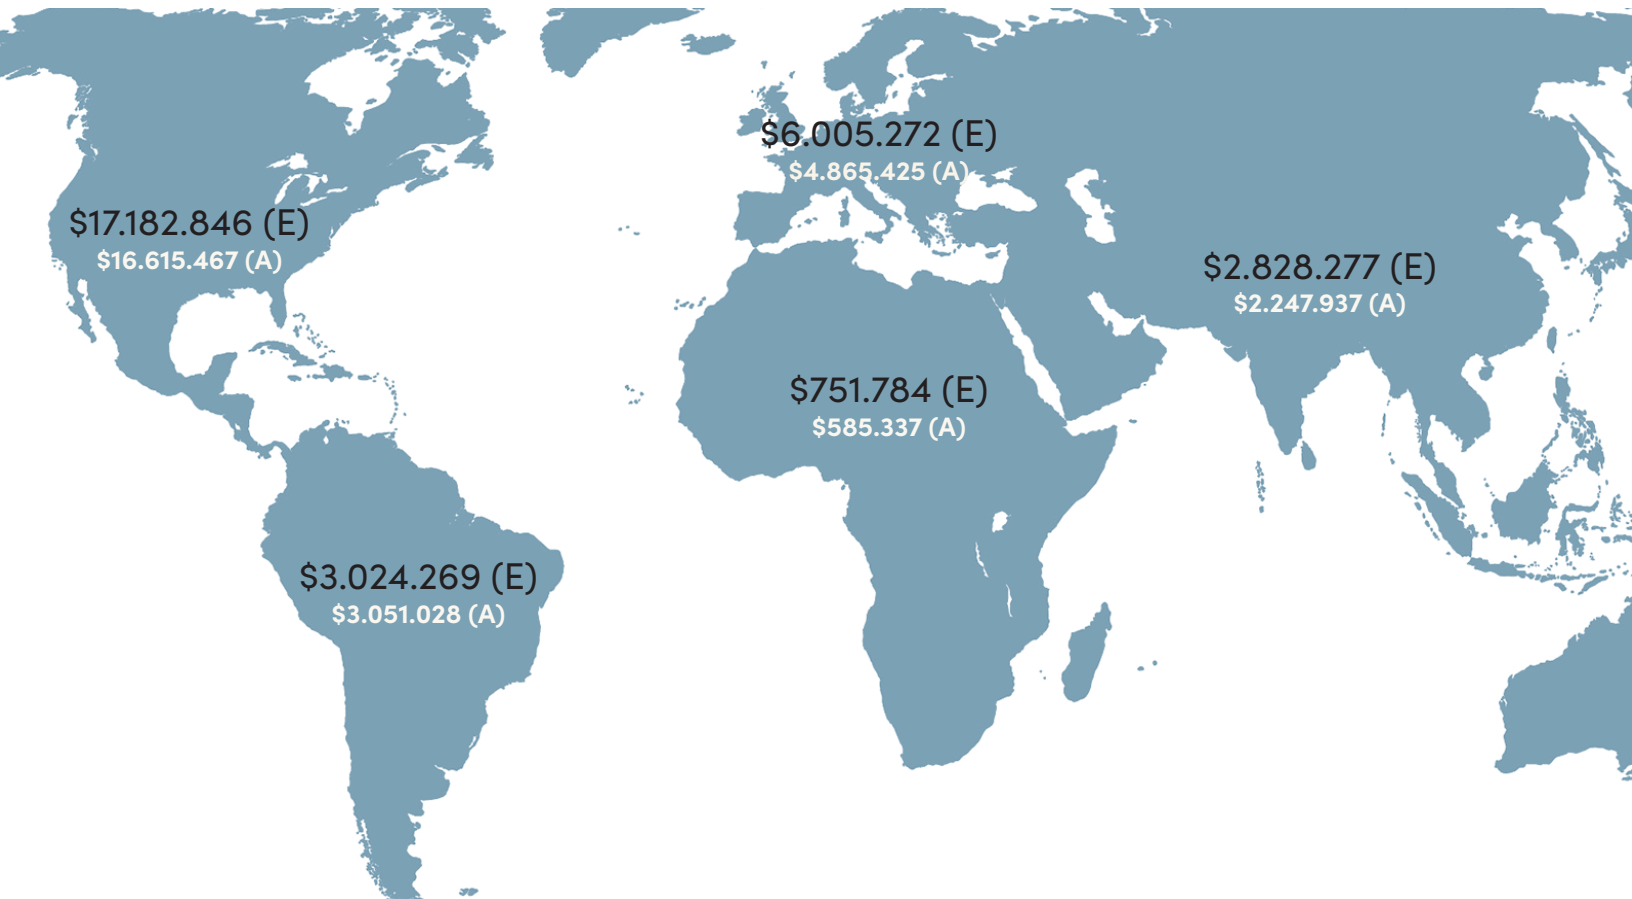 $6.005.272 (E)
$4.865.425 (A)
$17.182.846 (E)
$16.615.467 (A)
$2.828.277 (E)
$2.247.937 (A)
$751.784 (E)
$585.337 (A)
$3.024.269 (E)
$3.051.028 (A)